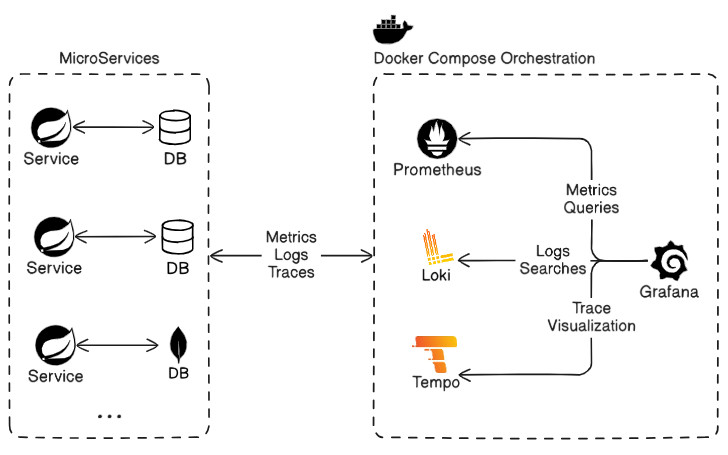 MicroServices
Docker Compose Orchestration
Service
DB
Service
DB
Service
DB
...
Metrics
Logs
Traces
Prometheus
Metrics
Queries
Loki
Logs
Searches
Grafana
Trace
Visualization
Tempo